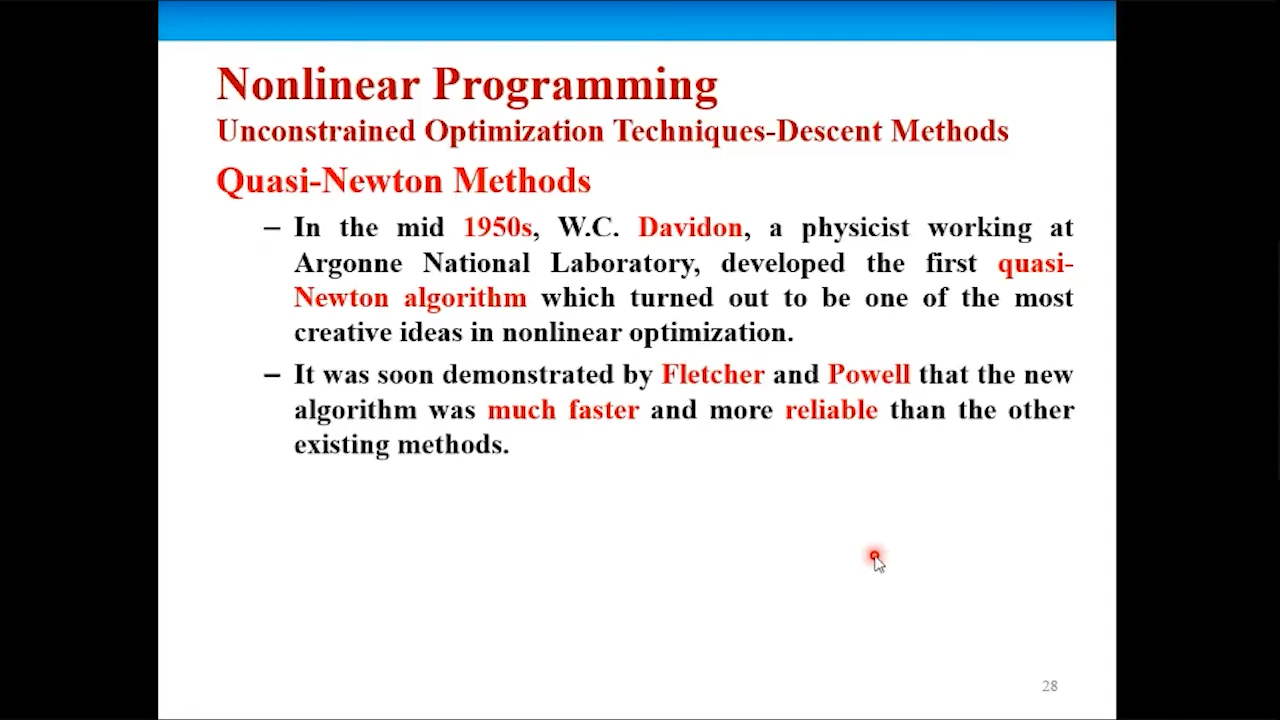 Nonlinear Programming
Unconstrained Optimization Techniques-Descent Methods
Quasi-Newton Methods
– In the mid 1950s, W.C. Davidon, a physicist working at
Argonne National Laboratory, developed the first quasi-
Newton algorithm which turned out to be one of the most
creative ideas in nonlinear optimization.
– It was soon demonstrated by Fletcher and Powell that the new
algorithm was much faster and more reliable than the other
existing methods.
28